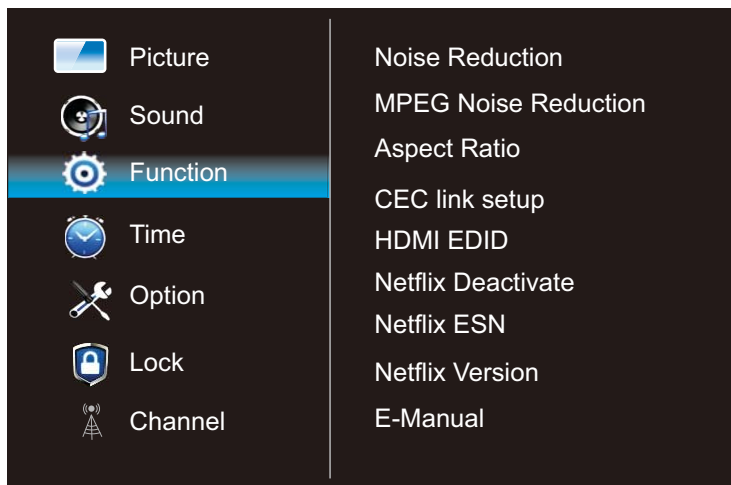 Picture
Sound
Function
Time
Option
Lock
Channel
Noise Reduction
MPEG Noise Reduction
Aspect Ratio
CEC link setup
HDMI EDID
Netflix Deactivate
Netflix ESN
Netflix Version
E-Manual